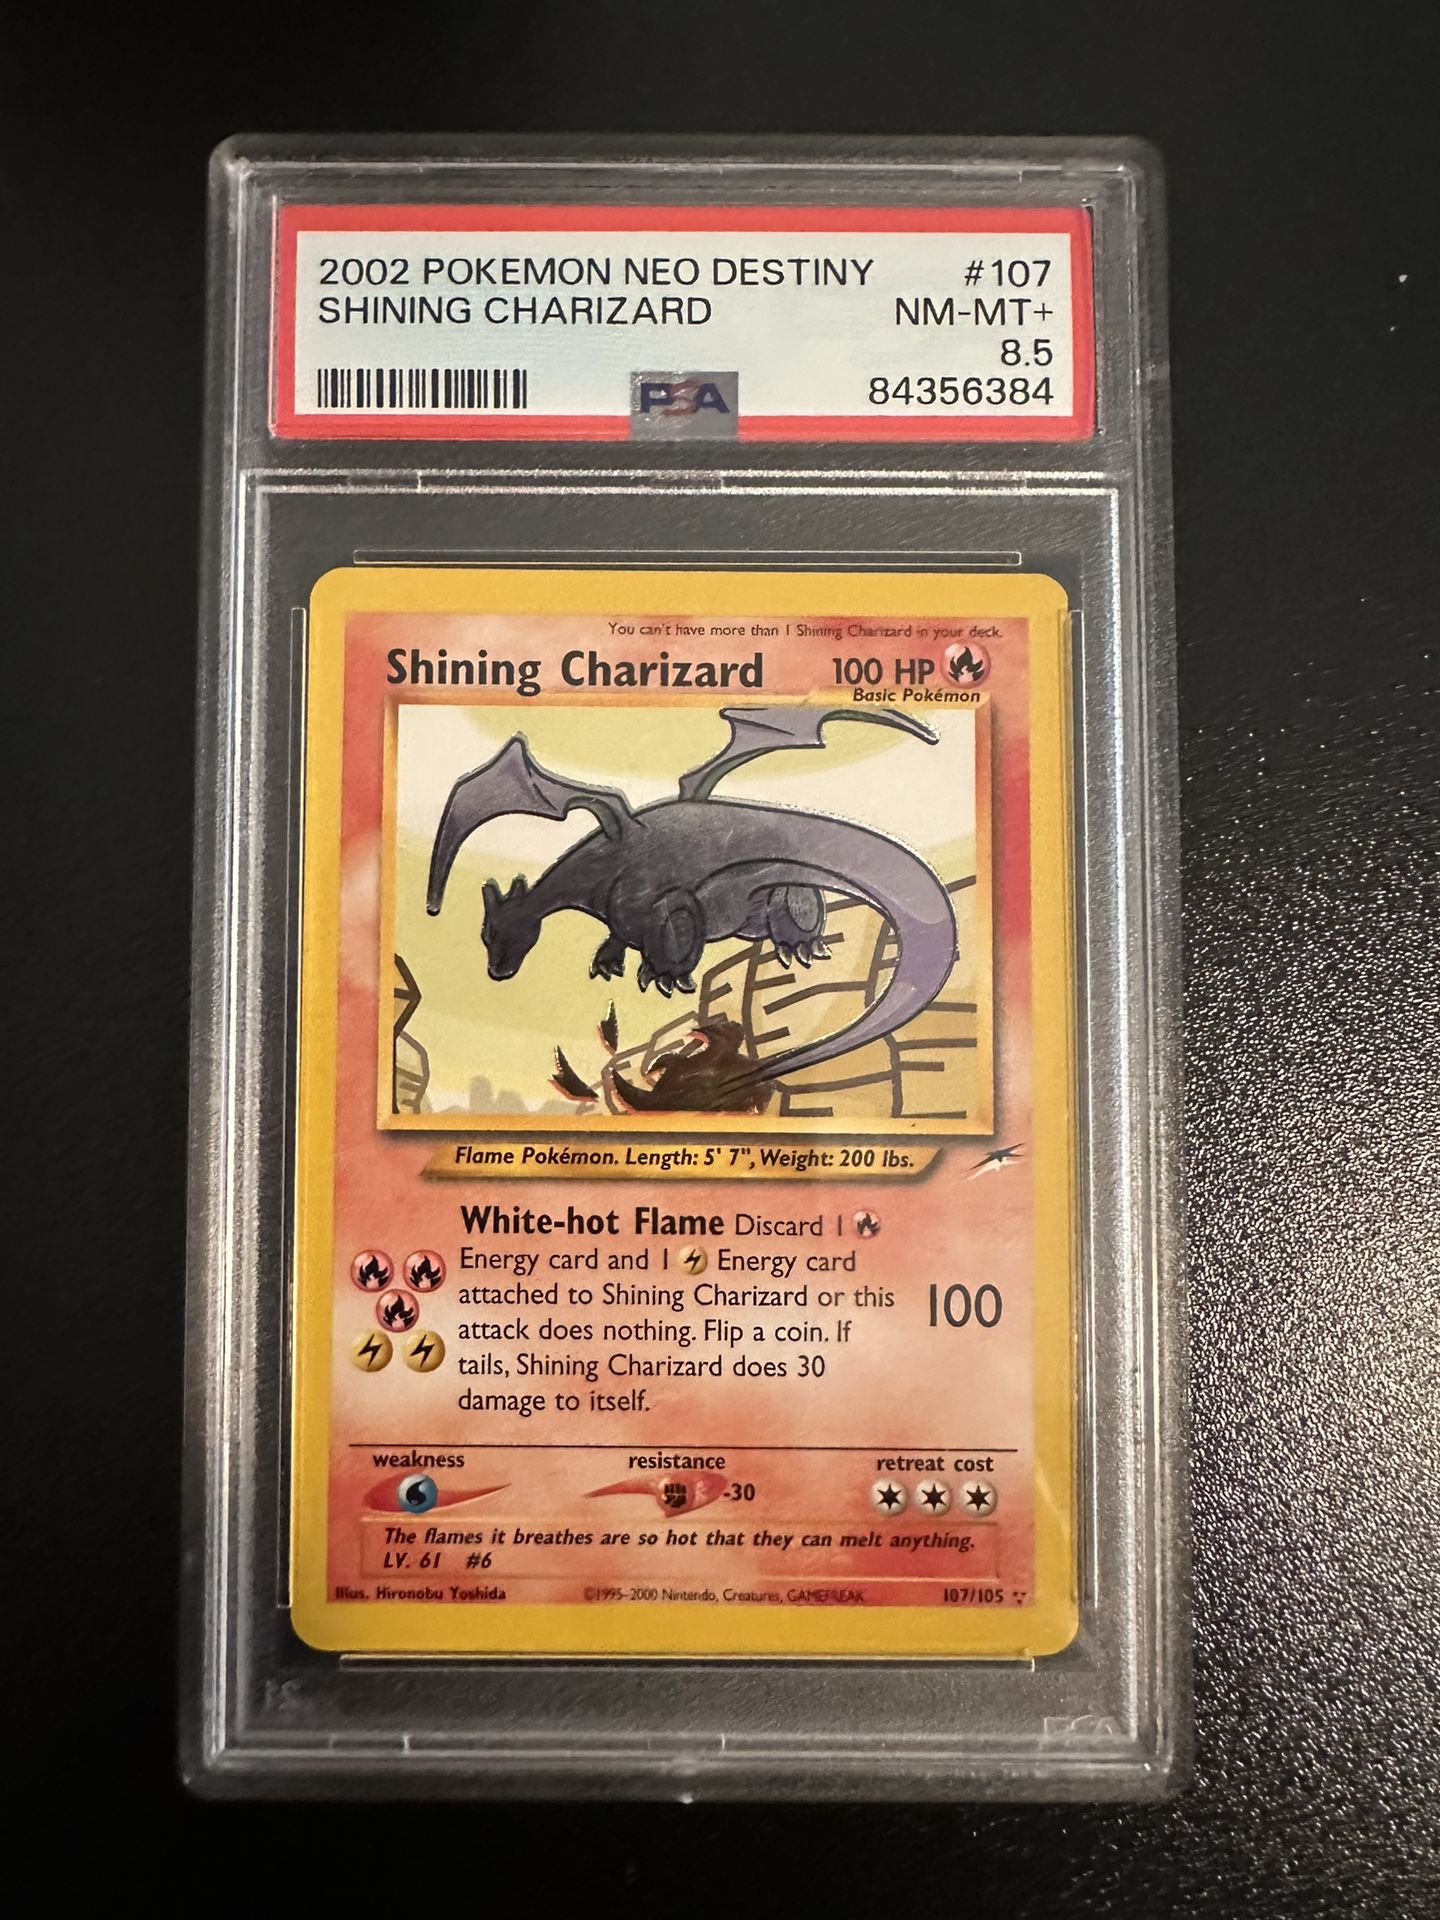 2002 POKEMON NEO DESTINY #107
SHINING CHARIZARD NM-MT+
8.5
PSA 84356384
You can't have more than 1 Shining Charizard in your deck.
Shining Charizard 100 HP
Basic Pokémon
Flame Pokémon. Length: 5' 7", Weight: 200 lbs.
White-hot Flame Discard 1
Energy card and 1 Energy card
attached to Shining Charizard or this
attack does nothing. Flip a coin. If
tails, Shining Charizard does 30
damage to itself.
100
weakness resistance retreat cost
-30
The flames it breathes are so hot that they can melt anything.
LV. 61 #6
Illus. Hironobu Yoshida ©1995-2000 Nintendo, Creatures, GAMEFREAK. 107/105